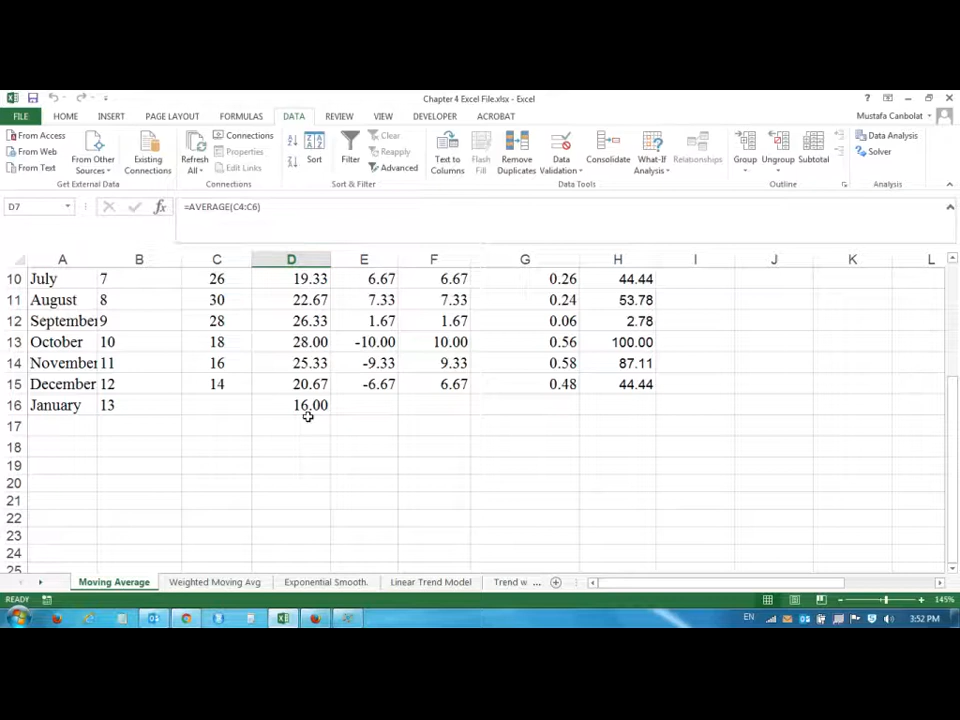 Chapter 4 Excel File.xlsx - Excel
FILE HOME INSERT PAGE LAYOUT FORMULAS DATA REVIEW VIEW DEVELOPER ACROBAT Mustafa Canbolat
From Access
From Web
From Text
From Other Sources
Existing Connections
Get External Data
Refresh All
Connections
Properties
Edit Links
Connections
Sort
Filter
Clear
Reapply
Advanced
Sort & Filter
Text to Columns
Flash Fill
Remove Duplicates
Data Validation
Consolidate
What-If Analysis
Relationships
Data Tools
Group
Ungroup
Subtotal
Outline
Data Analysis
Solver
Analysis
D7 fx =AVERAGE(C4:C6)
A B C D E F G H I J K L
10 July 7 26 19.33 6.67 6.67 0.26 44.44
11 August 8 30 22.67 7.33 7.33 0.24 53.78
12 September 9 28 26.33 1.67 1.67 0.06 2.78
13 October 10 18 28.00 -10.00 10.00 0.56 100.00
14 November 11 16 25.33 -9.33 9.33 0.58 87.11
15 December 12 14 20.67 -6.67 6.67 0.48 44.44
16 January 13 16.00
17
18
19
20
21
22
23
24
25
Moving Average Weighted Moving Avg Exponential Smooth. Linear Trend Model Trend w ...
READY 145%
EN 3:52 PM